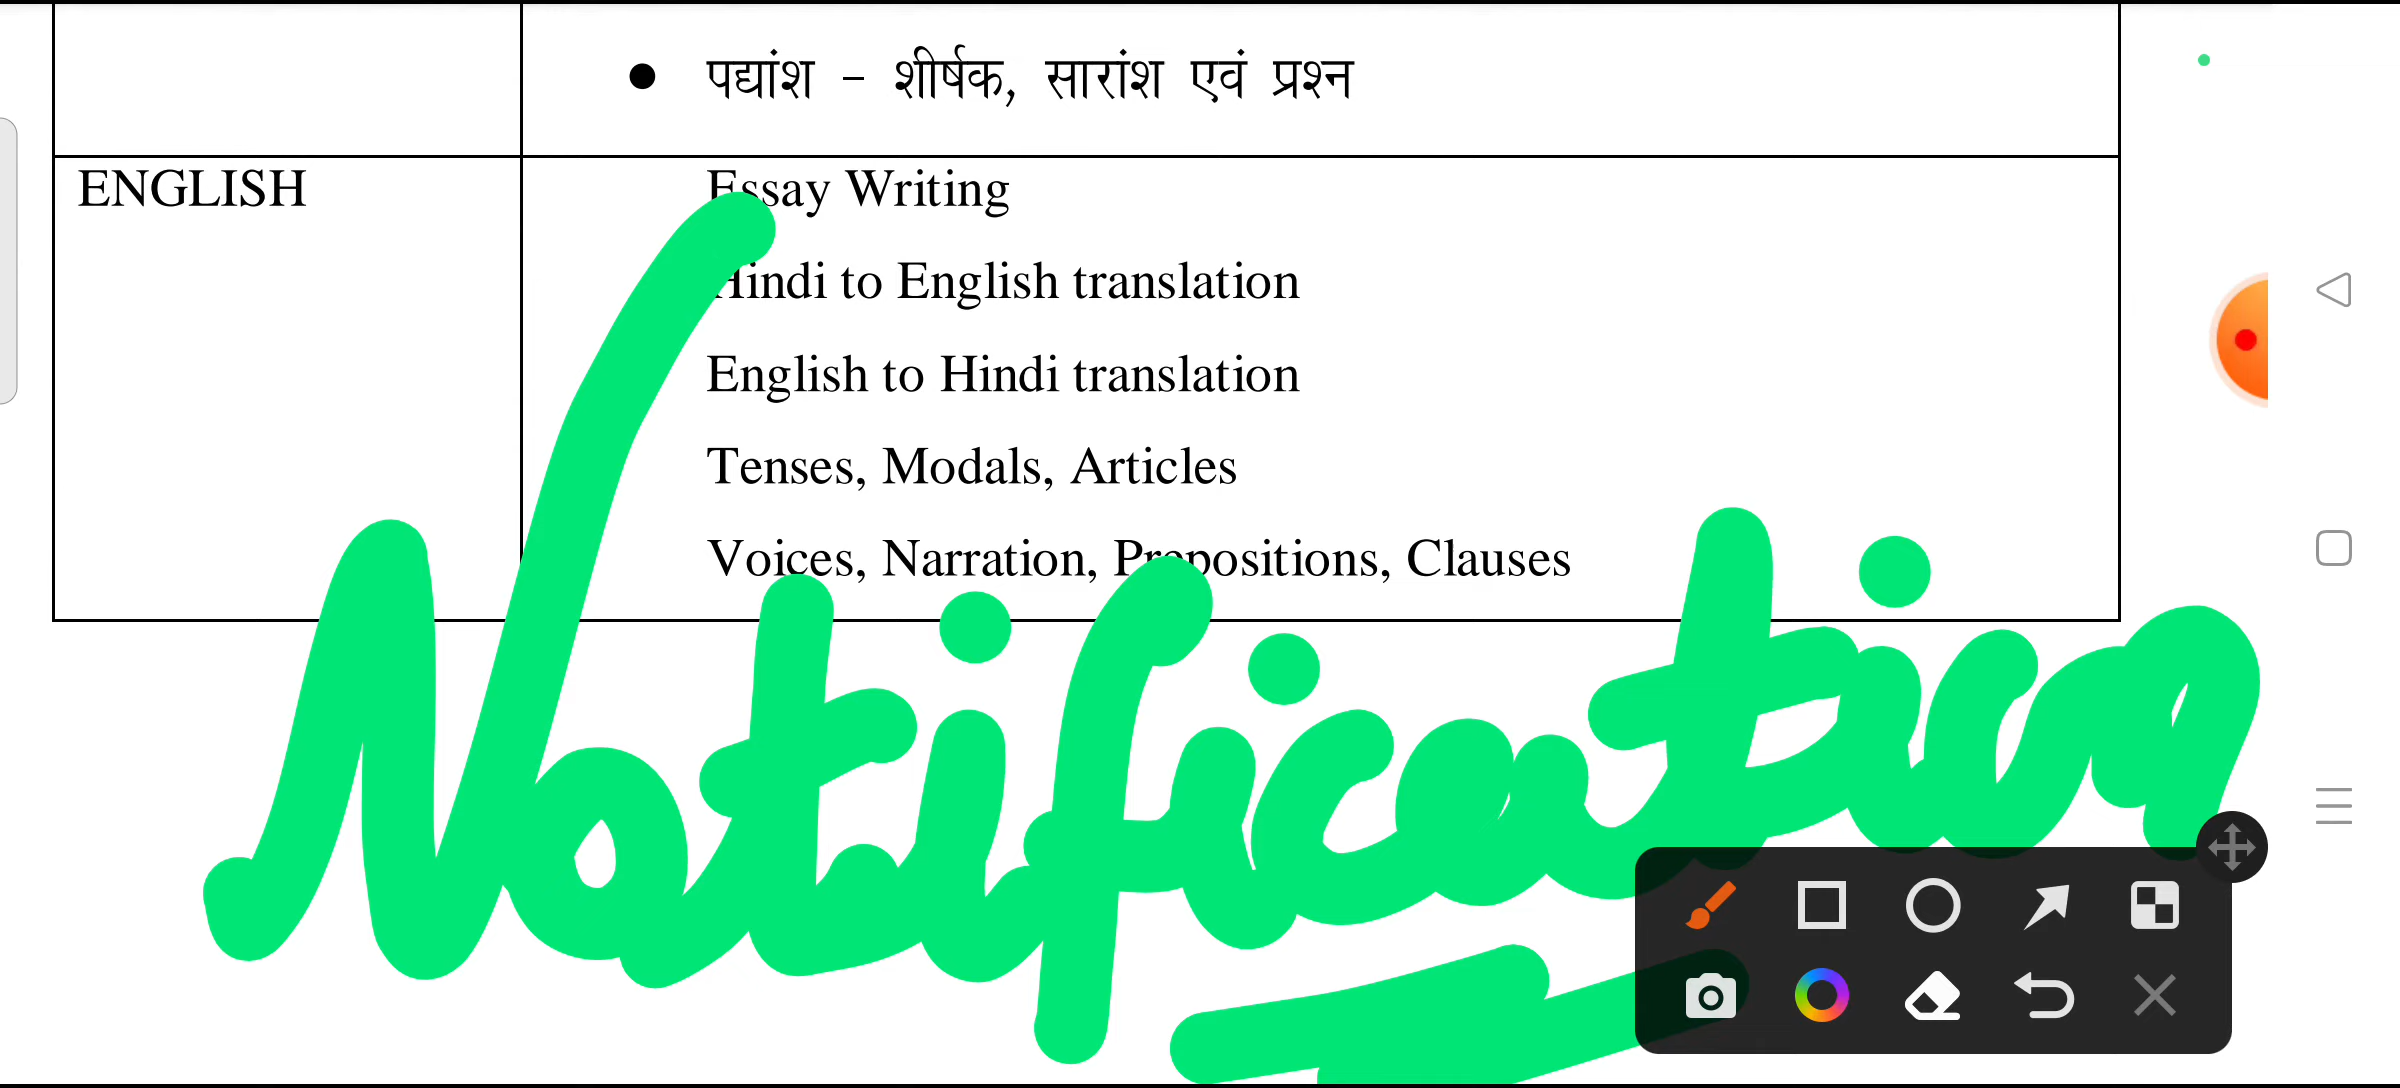 ● पद्यांश – शीर्षक, सारांश एवं प्रश्न
ENGLISH
Essay Writing
Hindi to English translation
English to Hindi translation
Tenses, Modals, Articles
Voices, Narration, Prepositions, Clauses
Notification